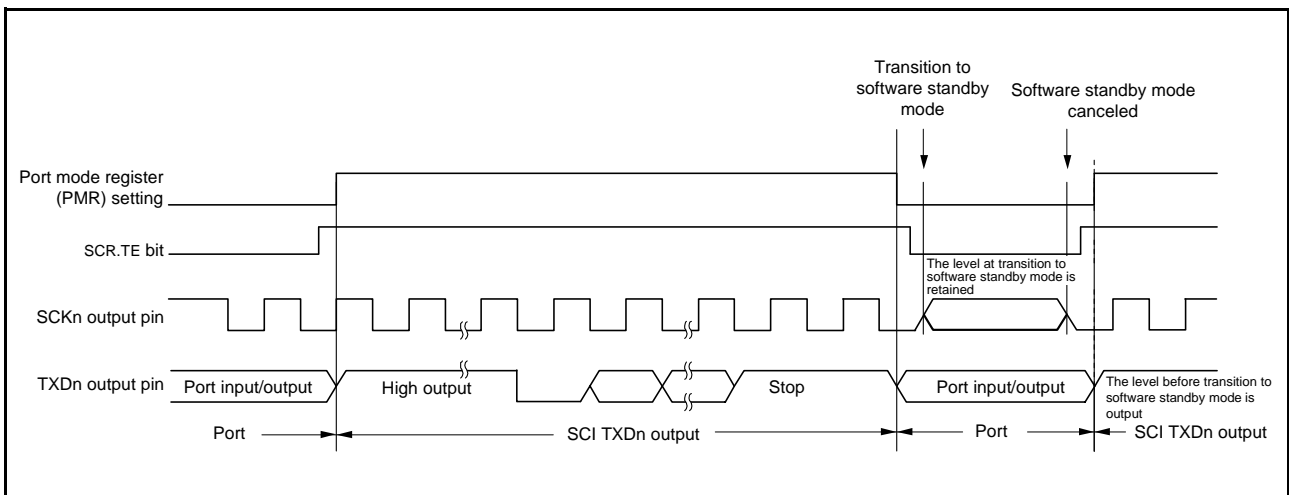 Transition to
software standby
mode
Software standby mode
canceled
Port mode register
(PMR) setting
SCR.TE bit
The level at transition to
software standby mode is
retained
SCKn output pin
TXDn output pin
Port input/output
High output
Stop
Port input/output
The level before transition to
software standby mode is
output
Port
SCI TXDn output
Port
SCI TXDn output